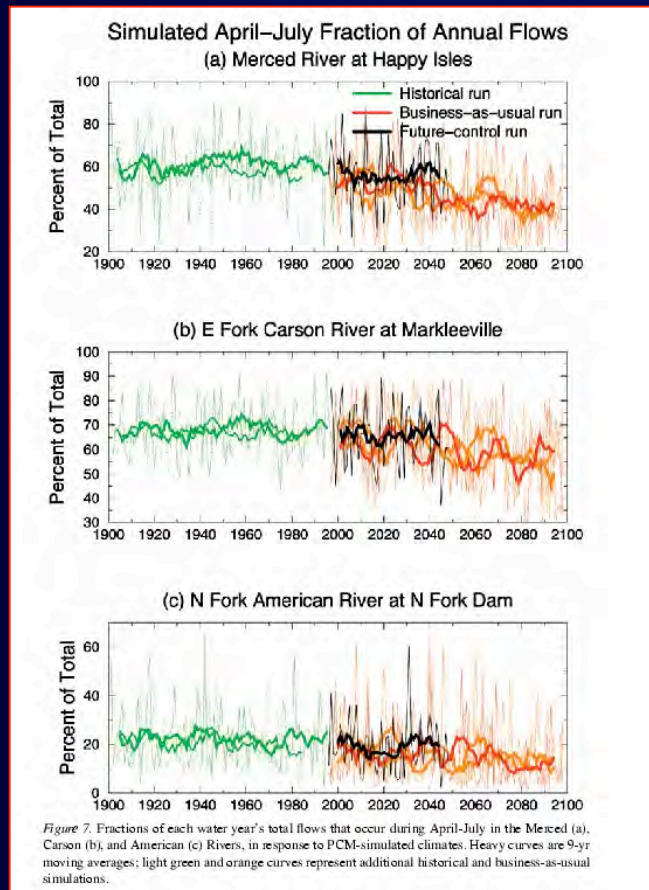 Simulated April–July Fraction of Annual Flows
(a) Merced River at Happy Isles
Percent of Total
100
80
60
40
20
Historical run
Business–as–usual run
Future–control run
1900 1920 1940 1960 1980 2000 2020 2040 2060 2080 2100
(b) E Fork Carson River at Markleeville
Percent of Total
100
90
80
70
60
50
40
30
1900 1920 1940 1960 1980 2000 2020 2040 2060 2080 2100
(c) N Fork American River at N Fork Dam
Percent of Total
60
40
20
0
1900 1920 1940 1960 1980 2000 2020 2040 2060 2080 2100
Figure 7. Fractions of each water year's total flows that occur during April-July in the Merced (a),
Carson (b), and American (c) Rivers, in response to PCM-simulated climates. Heavy curves are 9-yr
moving averages; light green and orange curves represent additional historical and business-as-usual
simulations.